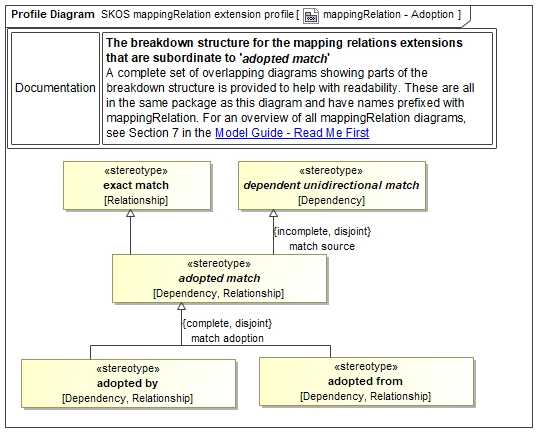 Profile Diagram SKOS mappingRelation extension profile [ mappingRelation - Adoption ]
Documentation
The breakdown structure for the mapping relations extensions
that are subordinate to 'adopted match'
A complete set of overlapping diagrams showing parts of the
breakdown structure is provided to help with readability. These are all
in the same package as this diagram and have names prefixed with
mappingRelation. For an overview of all mappingRelation diagrams,
see Section 7 in the Model Guide - Read Me First
«stereotype»
exact match
[Relationship]
«stereotype»
dependent unidirectional match
[Dependency]
{incomplete, disjoint}
match source
«stereotype»
adopted match
[Dependency, Relationship]
{complete, disjoint}
match adoption
«stereotype»
adopted by
[Dependency, Relationship]
«stereotype»
adopted from
[Dependency, Relationship]